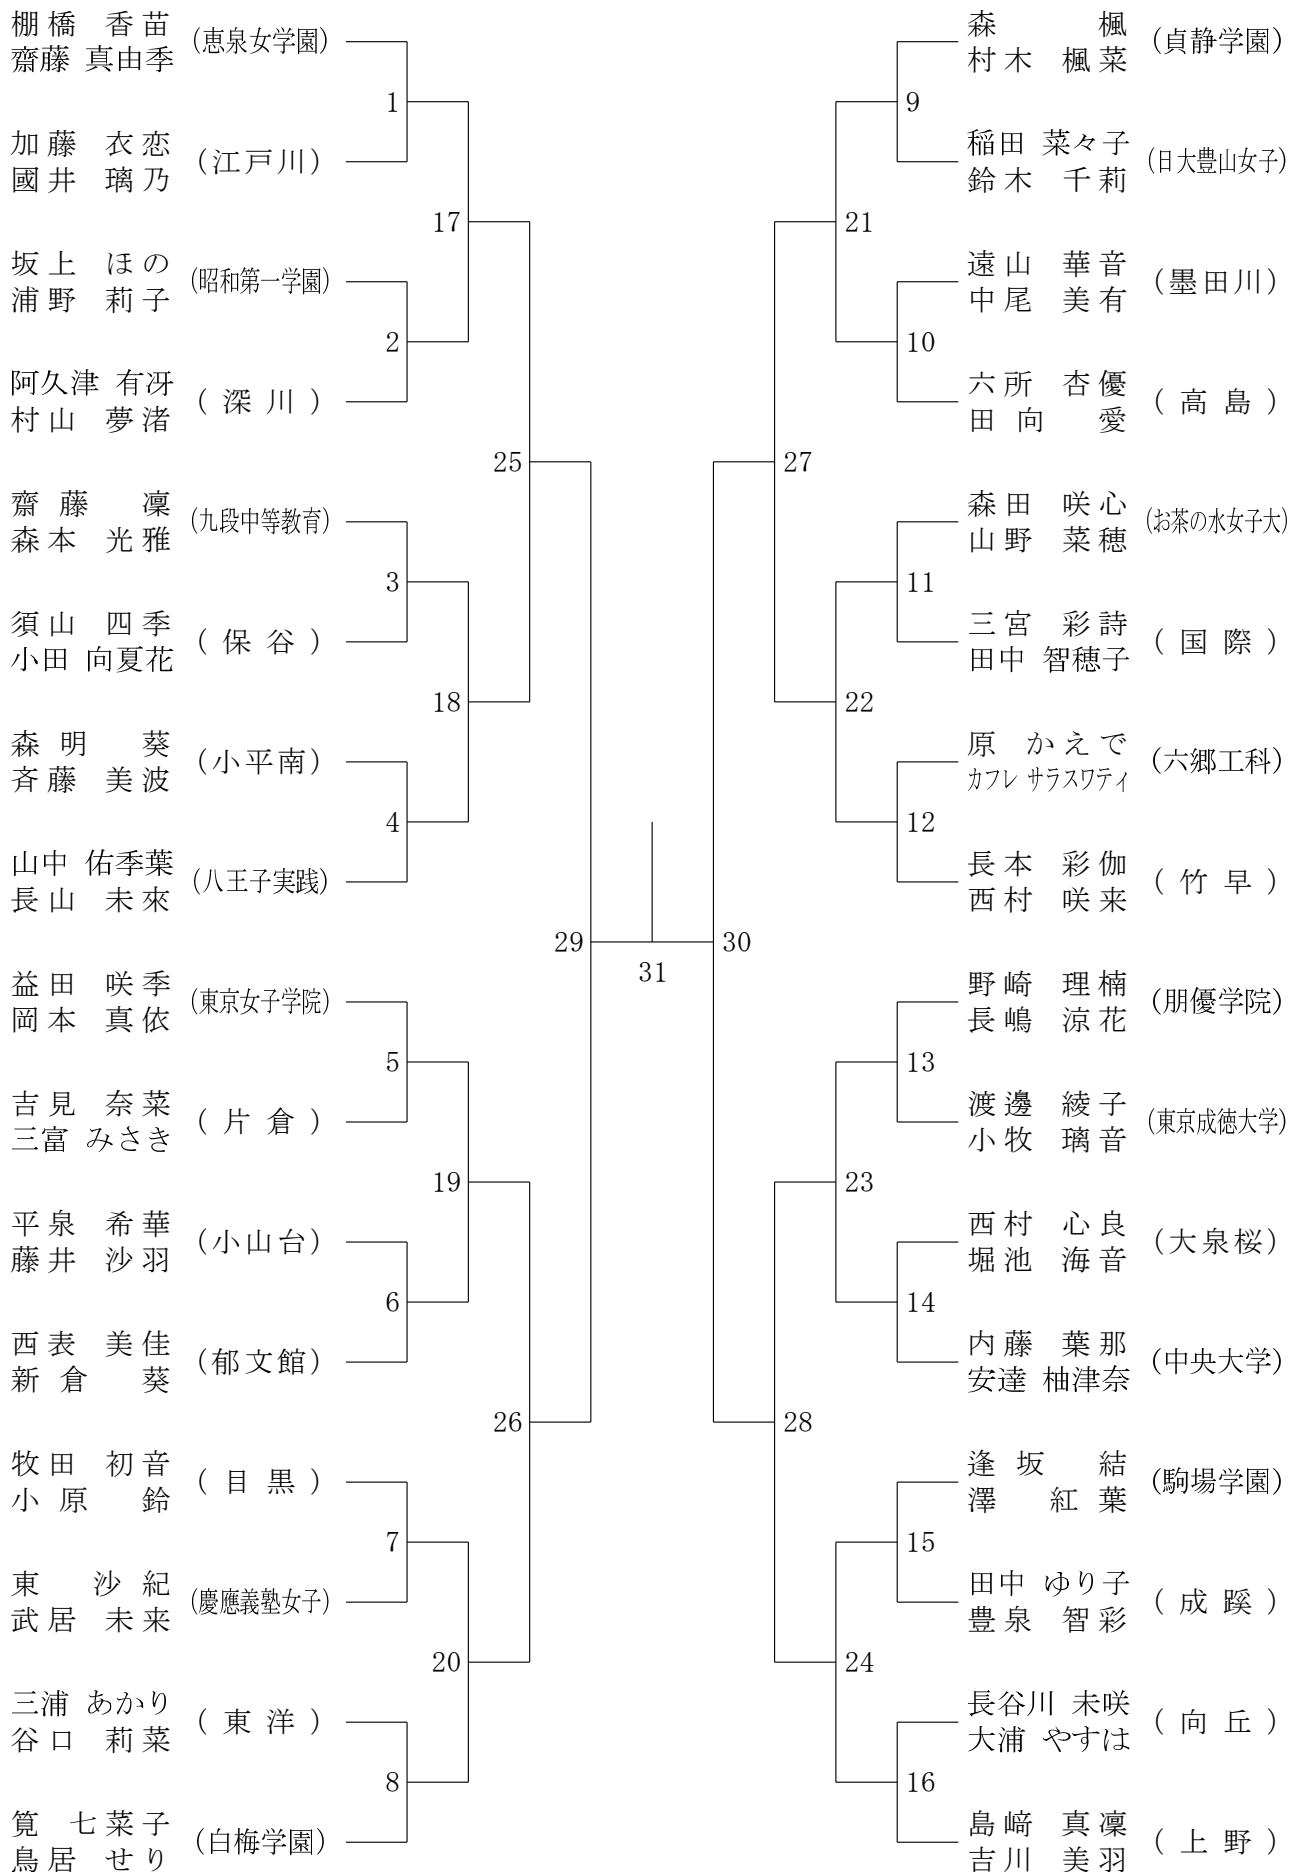 棚橋 香苗
齋藤 真由季
(恵泉女学園)
1
加藤 衣恋
國井 璃乃
(江戸川)
17
坂上 ほの
浦野 莉子
(昭和第一学園)
2
阿久津 有冴
村山 夢渚
(深川)
25
齋藤 凜
森本 光雅
(九段中等教育)
3
須山 四季
小田 向夏花
(保谷)
18
森明 葵
斉藤 美波
(小平南)
4
山中 佑季葉
長山 未來
(八王子実践)
29
益田 咲季
岡本 真依
(東京女子学院)
5
吉見 奈菜
三富 みさき
(片倉)
19
平泉 希華
藤井 沙羽
(小山台)
6
西表 美佳
新倉 葵
(郁文館)
26
牧田 初音
小原 鈴
(目黒)
7
東 沙紀
武居 未来
(慶應義塾女子)
20
三浦 あかり
谷口 莉菜
(東洋)
8
筧 七菜子
鳥居 せり
(白梅学園)
31
森 楓
村木 楓菜
(貞静学園)
9
稲田 菜々子
鈴木 千莉
(日大豊山女子)
21
遠山 華音
中尾 美有
(墨田川)
10
六所 杏優
田向 愛
(高島)
27
森田 咲心
山野 菜穂
(お茶の水女子大)
11
三宮 彩詩
田中 智穂子
(国際)
22
原 かえで
カフレ サラスワティ
(六郷工科)
12
長本 彩伽
西村 咲来
(竹早)
30
野崎 理楠
長嶋 涼花
(朋優学院)
13
渡邊 綾子
小牧 璃音
(東京成徳大学)
23
西村 心良
堀池 海音
(大泉桜)
14
内藤 葉那
安達 柚津奈
(中央大学)
28
逢坂 結
澤 紅葉
(駒場学園)
15
田中 ゆり子
豊泉 智彩
(成蹊)
24
長谷川 未咲
大浦 やすは
(向丘)
16
島﨑 真凜
吉川 美羽
(上野)